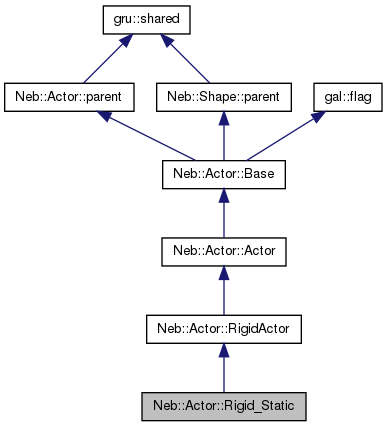 gru::shared
Neb::Actor::parent
Neb::Shape::parent
gal::flag
Neb::Actor::Base
Neb::Actor::Actor
Neb::Actor::RigidActor
Neb::Actor::Rigid_Static